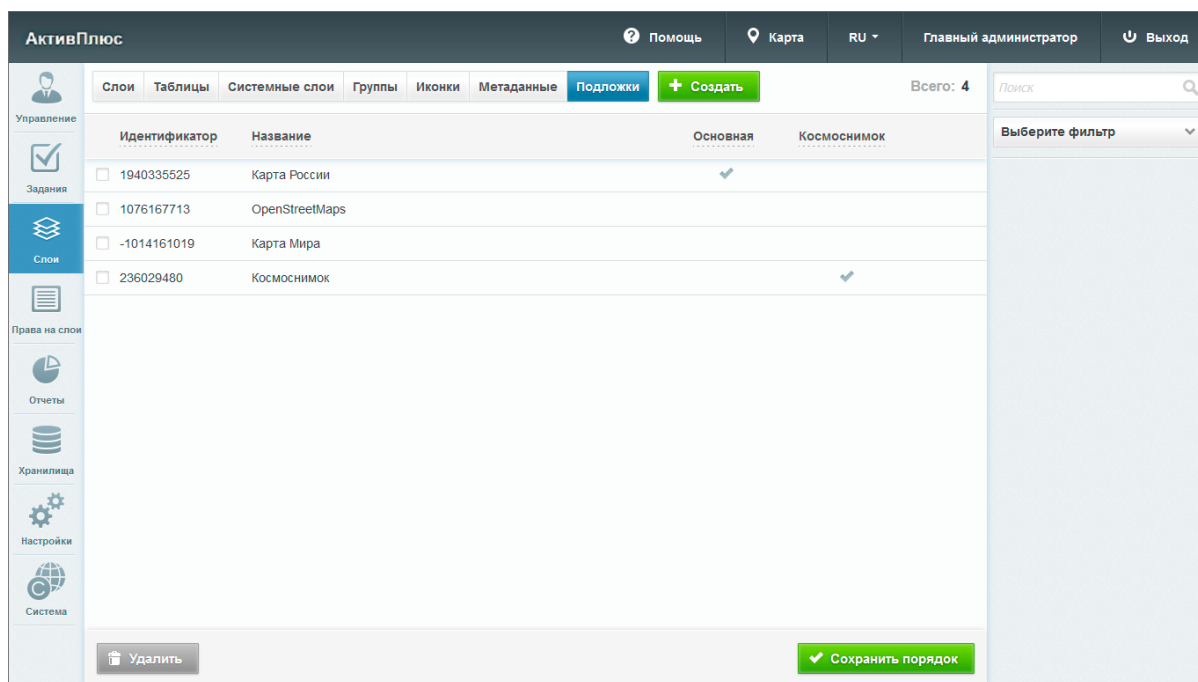 АктивПлюс
Помощь
Карта
RU
Главный администратор
Выход
Управление
Задания
Слои
Права на слои
Отчеты
Хранилища
Настройки
Система
Слои Таблицы Системные слои Группы Иконки Метаданные Подложки Создать Всего: 4
Идентификатор Название Основная Космоснимок
1940335525 Карта России
1076167713 OpenStreetMaps
-1014161019 Карта Мира
236029480 Космоснимок
Удалить
Сохранить порядок
Поиск
Выберите фильтр